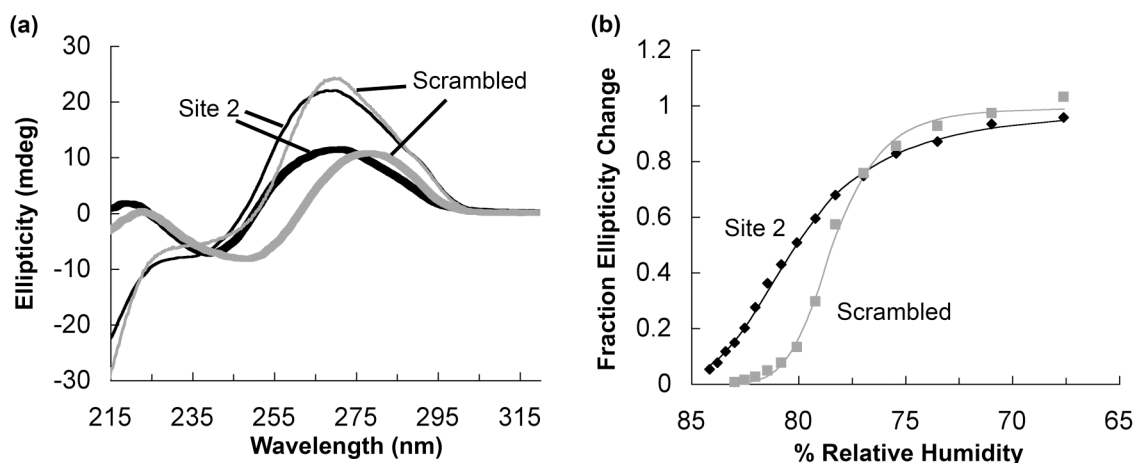 (a)
30
20
10
0
-10
-20
-30
Ellipticity (mdeg)
Site 2
Scrambled
215 235 255 275 295 315
Wavelength (nm)
(b)
1.2
1
0.8
0.6
0.4
0.2
0
Fraction Ellipticity Change
Site 2
Scrambled
85 80 75 70 65
% Relative Humidity